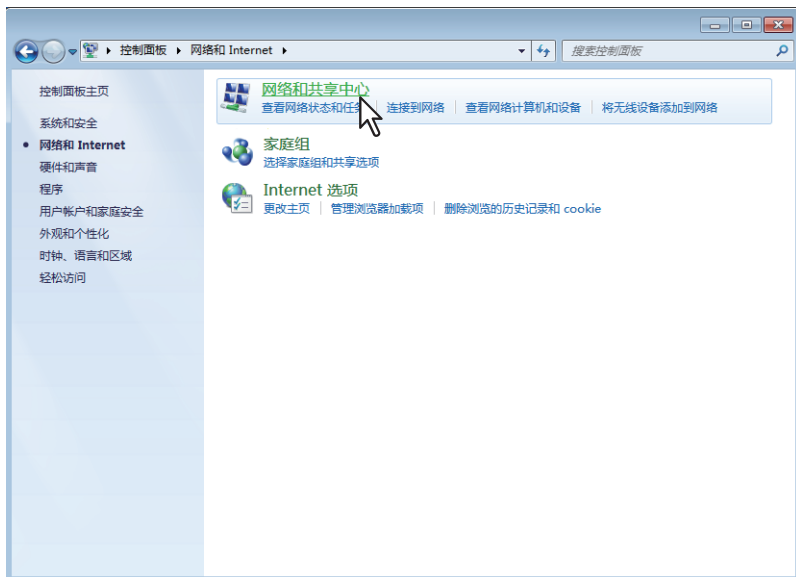 控制面板 网络和 Internet
搜索控制面板
控制面板主页
系统和安全
网络和 Internet
硬件和声音
程序
用户帐户和家庭安全
外观和个性化
时钟、语言和区域
轻松访问
网络和共享中心
查看网络状态和任务 连接到网络 查看网络计算机和设备 将无线设备添加到网络
家庭组
选择家庭组和共享选项
Internet 选项
更改主页 管理浏览器加载项 删除浏览的历史记录和 cookie